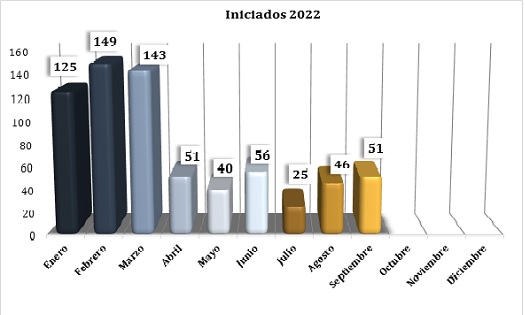 Iniciados 2022
160
140
120
100
80
60
40
20
0
125
149
143
51
40
56
25
46
51
Enero
Febrero
Marzo
Abril
Mayo
Junio
julio
Agosto
Septiembre
Octubre
Noviembre
Diciembre